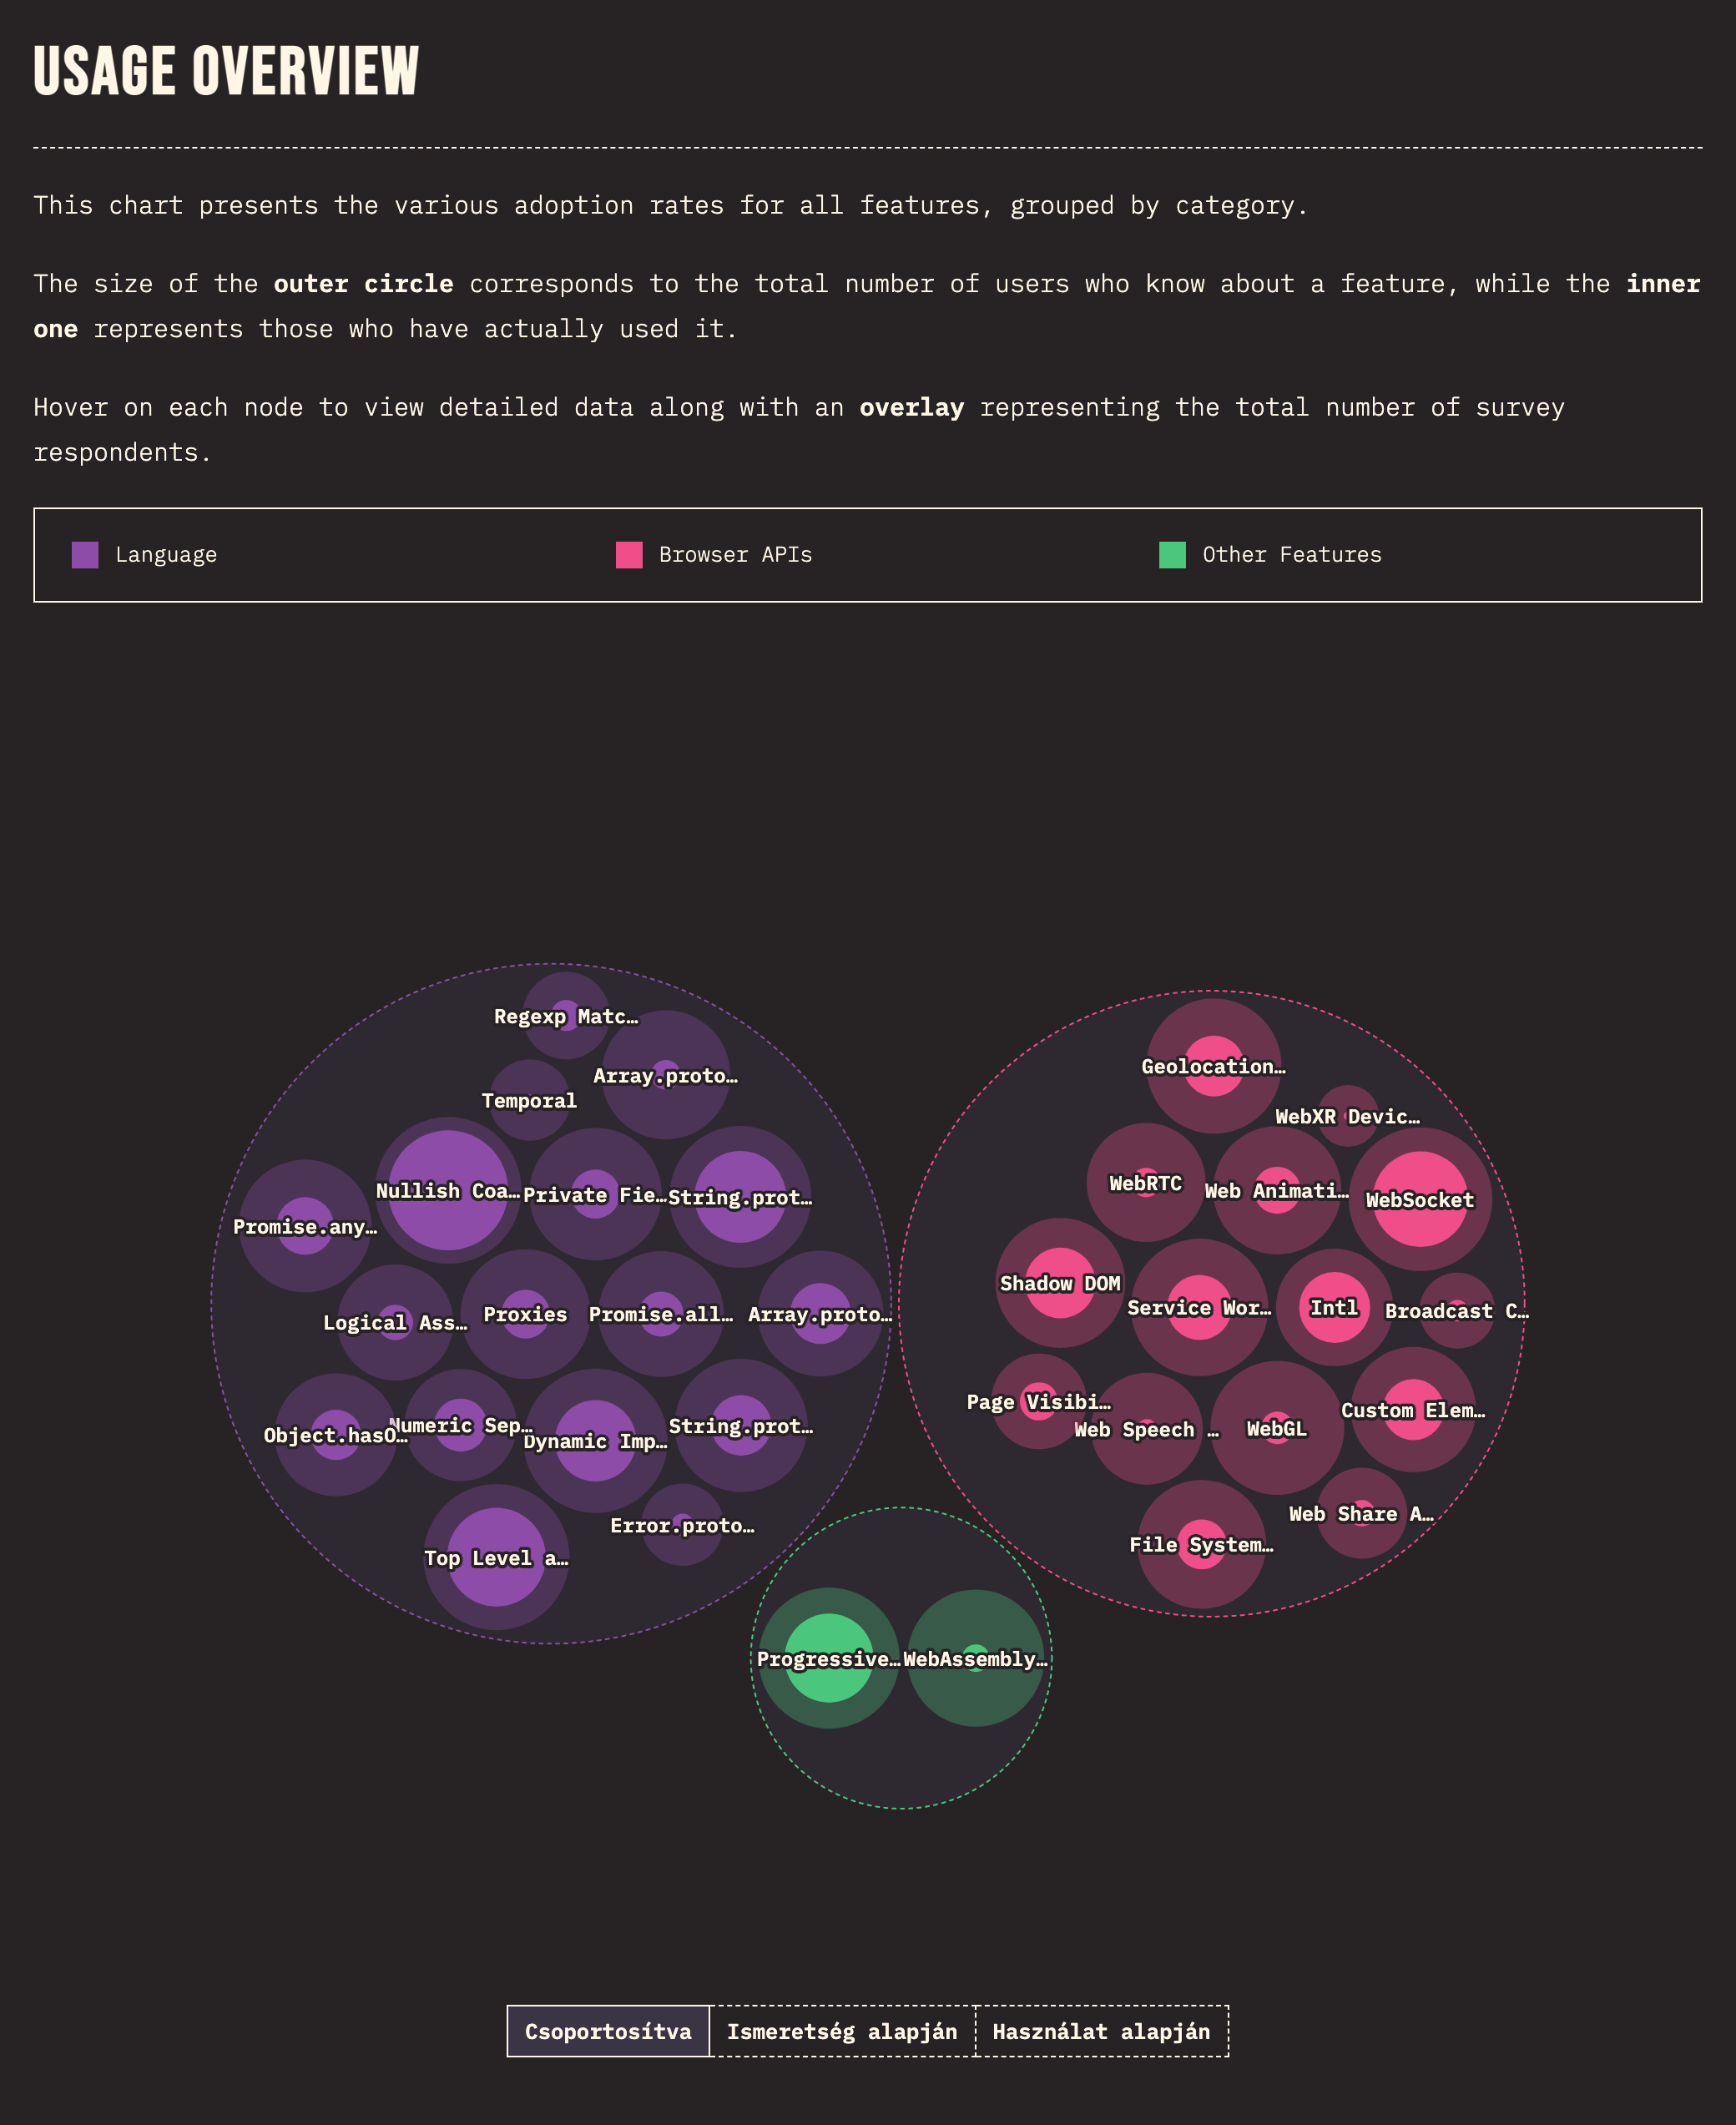 USAGE OVERVIEW
This chart presents the various adoption rates for all features, grouped by category.
The size of the outer circle corresponds to the total number of users who know about a feature, while the inner
one represents those who have actually used it.
Hover on each node to view detailed data along with an overlay representing the total number of survey
respondents.
Language
Browser APIs
Other Features
Regexp Matc…
Array.proto…
Temporal
Nullish Coa…
Private Fie…
String.prot…
Promise.any…
Logical Ass…
Proxies
Promise.all…
Array.proto…
Object.hasO…
Numeric Sep…
Dynamic Imp…
String.prot…
Top Level a…
Error.proto…
Geolocation…
WebXR Devic…
WebRTC
Web Animati…
WebSocket
Shadow DOM
Service Wor…
Intl
Broadcast C…
Page Visibi…
Web Speech …
WebGL
Custom Elem…
Web Share A…
File System…
Progressive…
WebAssembly…
Csoportosítva
Ismeretség alapján
Használat alapján